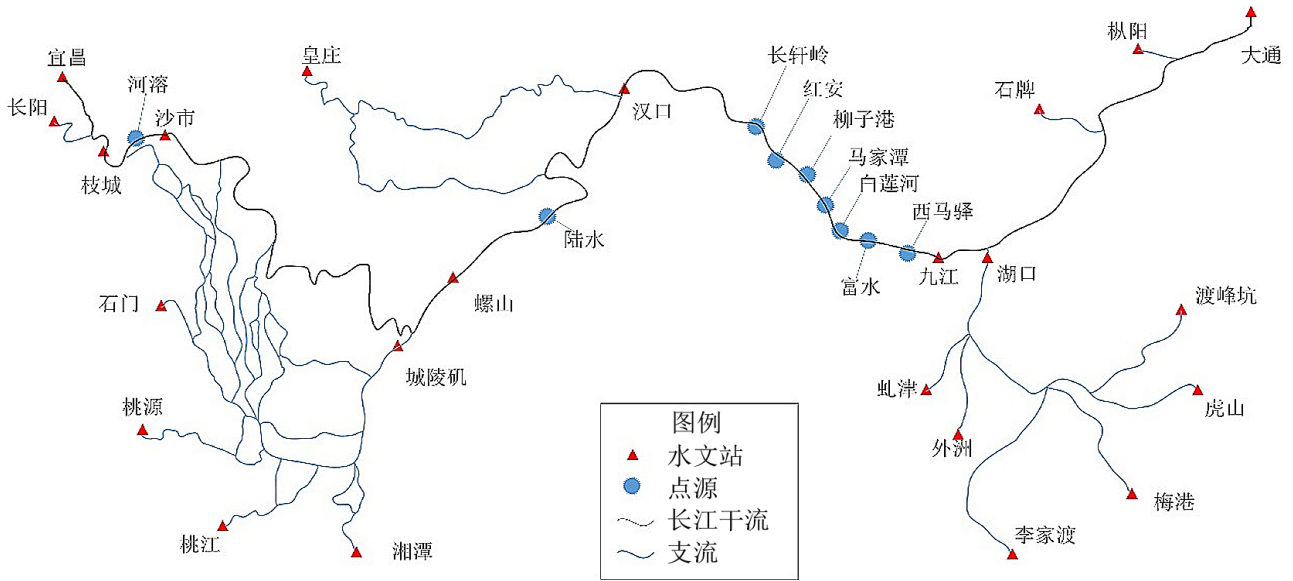 宜昌
长阳
枝城
河溶
沙市
皇庄
汉口
长轩岭
红安
柳子港
马家潭
白莲河
西马驿
富水
九江
湖口
枞阳
大通
石牌
陆水
螺山
城陵矶
石门
桃源
桃江
湘潭
渡峰坑
虎山
虬津
外洲
梅港
李家渡
图例
水文站
点源
长江干流
支流